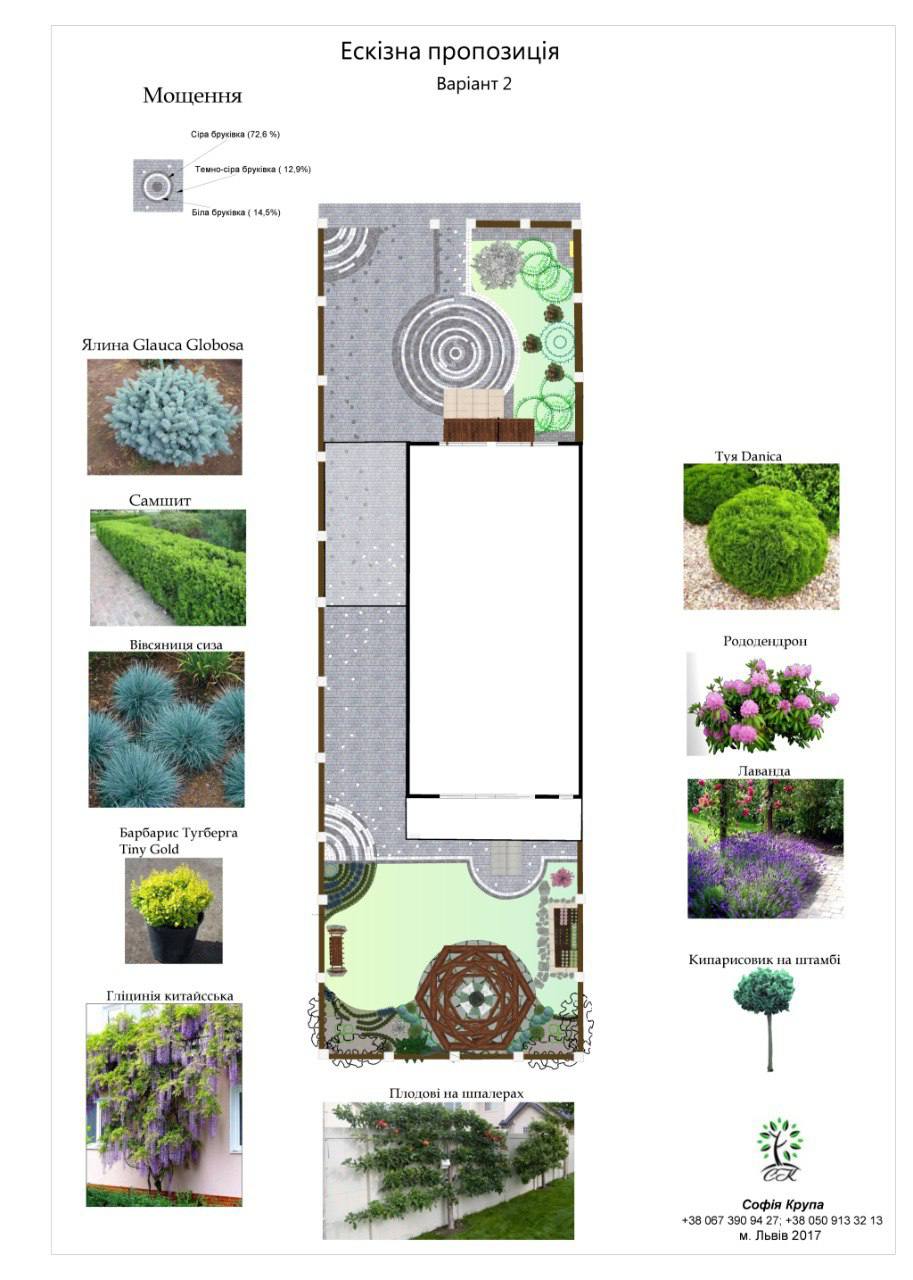 Ескізна пропозиція
Варіант 2
Мощення
Сіра бруківка (72,6 %)
Темно-сіра бруківка ( 12,9%)
Біла бруківка ( 14,5%)
Ялина Glauca Globosa
Самшит
Вівсяниця сиза
Барбарис Тугберга
Tiny Gold
Гліцинія китайсська
Туя Danica
Рододендрон
Лаванда
Кипарисовик на штамбі
Плодові на шпалерах
СК
Софія Крупа
+38 067 390 94 27; +38 050 913 32 13
м. Львів 2017